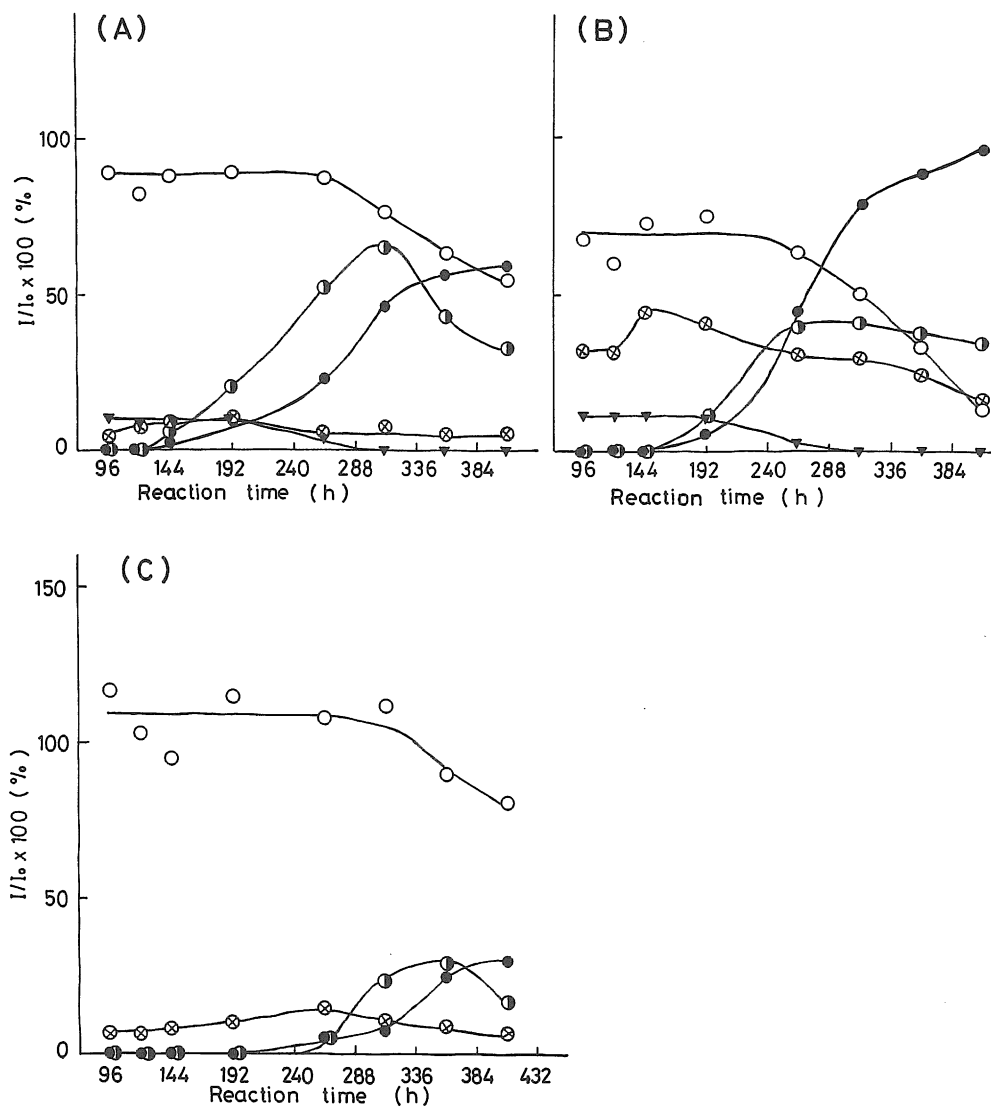 (A)
I/I₀ x 100 (%)
100
50
0
96 144 192 240 288 336 384
Reaction time (h)
(B)
96 144 192 240 288 336 384
Reaction time (h)
(C)
I/I₀ x 100 (%)
150
100
50
0
96 144 192 240 288 336 384 432
Reaction time (h)